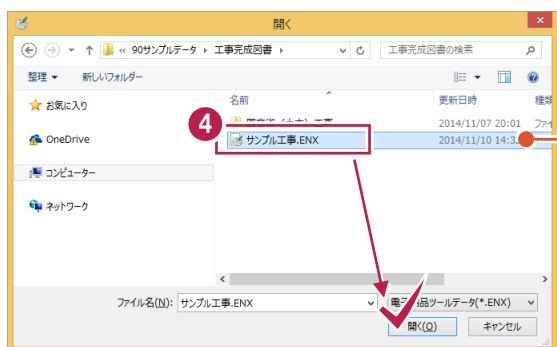 開く
« 90サンプルデータ ▸ 工事完成図書 ▸
工事完成図書の検索
整理 ▼ 新しいフォルダー
お気に入り
OneDrive
コンピューター
ネットワーク
名前 更新日時 種類
2014/11/07 20:01 ファイ
4
サンプル工事.ENX 2014/11/10 14:3
ファイル名(N): サンプル工事.ENX
電子納品ツールデータ(*.ENX)
開く(O) キャンセル